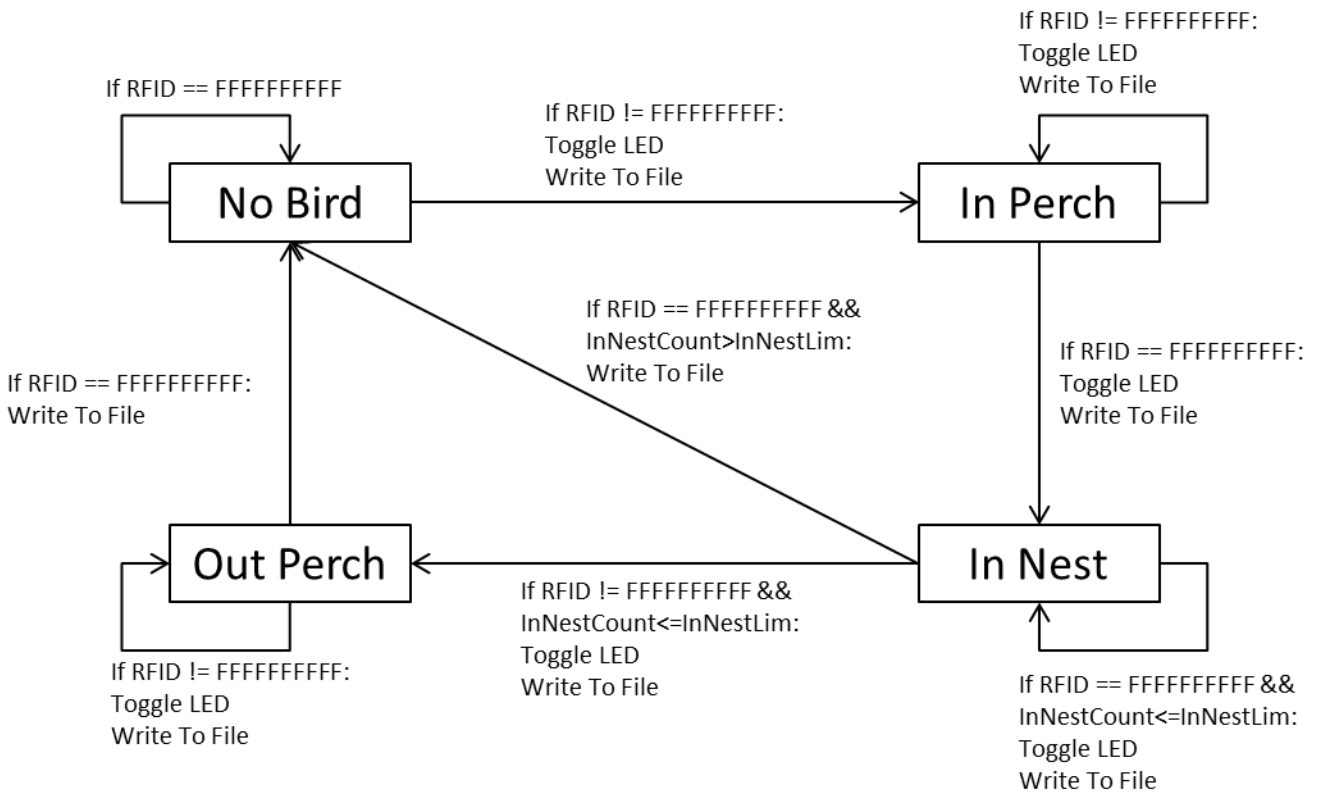 If RFID != FFFFFFFFFF:
Toggle LED
Write To File
If RFID == FFFFFFFFFF
If RFID != FFFFFFFFFF:
Toggle LED
Write To File
No Bird
In Perch
If RFID == FFFFFFFFFF &&
InNestCount>InNestLim:
Write To File
If RFID == FFFFFFFFFF:
Toggle LED
Write To File
If RFID == FFFFFFFFFF:
Write To File
Out Perch
In Nest
If RFID != FFFFFFFFFF &&
InNestCount<=InNestLim:
Toggle LED
Write To File
If RFID != FFFFFFFFFF:
Toggle LED
Write To File
If RFID == FFFFFFFFFF &&
InNestCount<=InNestLim:
Toggle LED
Write To File